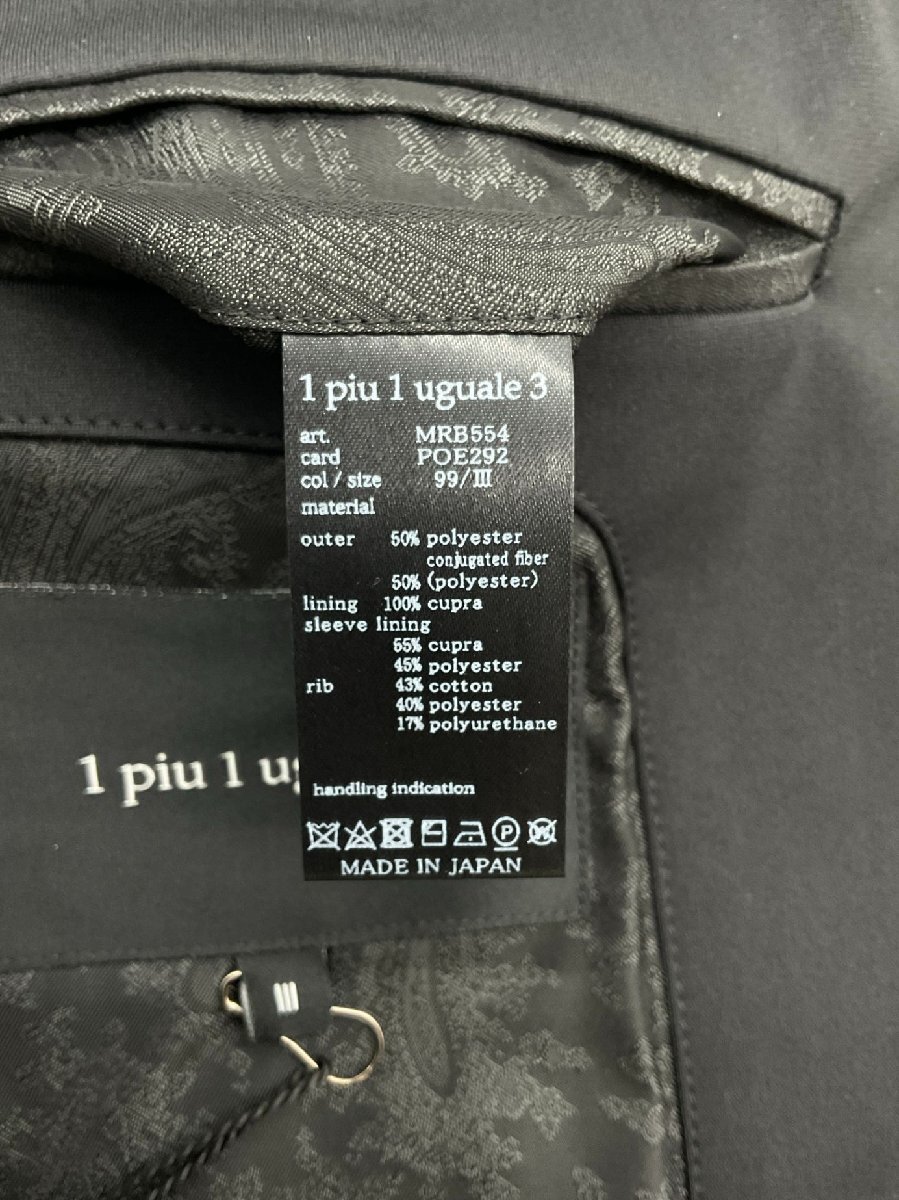 1 piu 1 uguale 3
art. MRB554
card POE292
col / size 99/III
material
outer 50% polyester
conjugated fiber
50% (polyester)
lining 100% cupra
sleeve lining
55% cupra
45% polyester
rib 43% cotton
40% polyester
17% polyurethane
handling indication
P W
MADE IN JAPAN
1 piu 1 ug
III